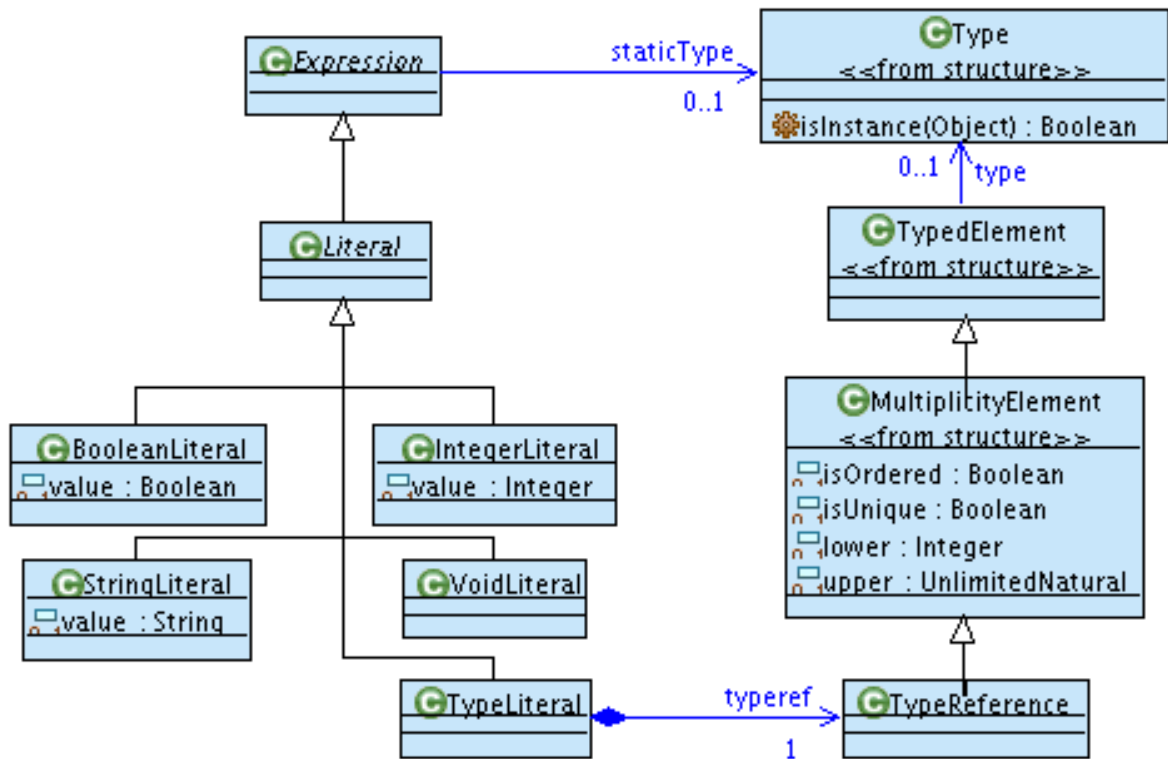 Expression
staticType
0..1
Type
<<from structure>>
isInstance(Object) : Boolean
0..1
type
Literal
TypedElement
<<from structure>>
BooleanLiteral
value : Boolean
IntegerLiteral
value : Integer
MultiplicityElement
<<from structure>>
isOrdered : Boolean
isUnique : Boolean
lower : Integer
upper : UnlimitedNatural
StringLiteral
value : String
VoidLiteral
TypeLiteral
typeref
1
TypeReference